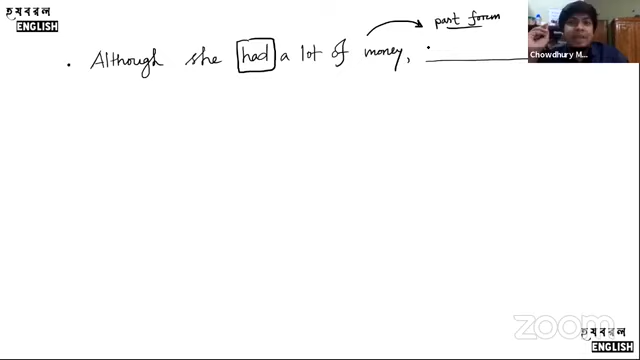 হযবরল
ENGLISH
past form
Although she had a lot of money,
Chowdhury M...
zoom
হযবরল
ENGLISH